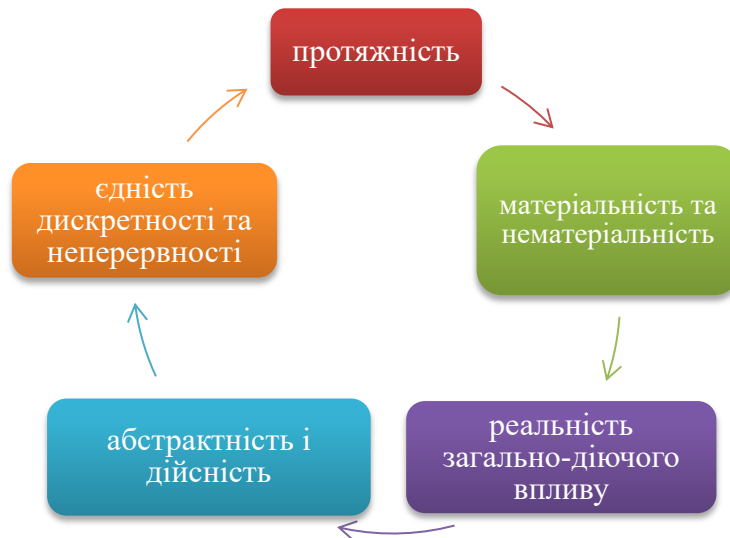 протяжність
матеріальність та
нематеріальність
реальність
загально-діючого
впливу
абстрактність і
дійсність
єдність
дискретності та
неперервності